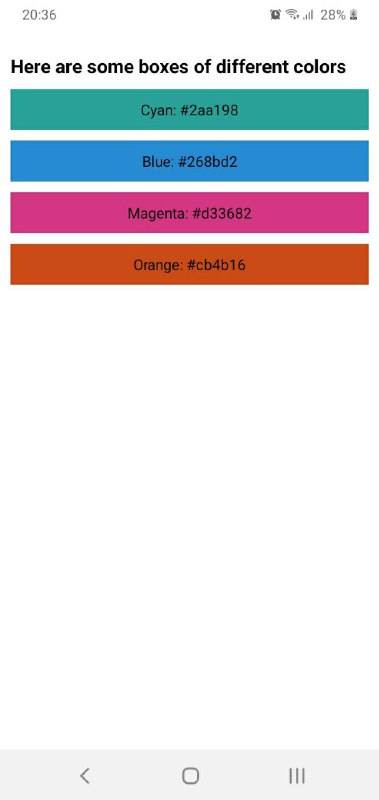 20:36
28%
Here are some boxes of different colors
Cyan: #2aa198
Blue: #268bd2
Magenta: #d33682
Orange: #cb4b16